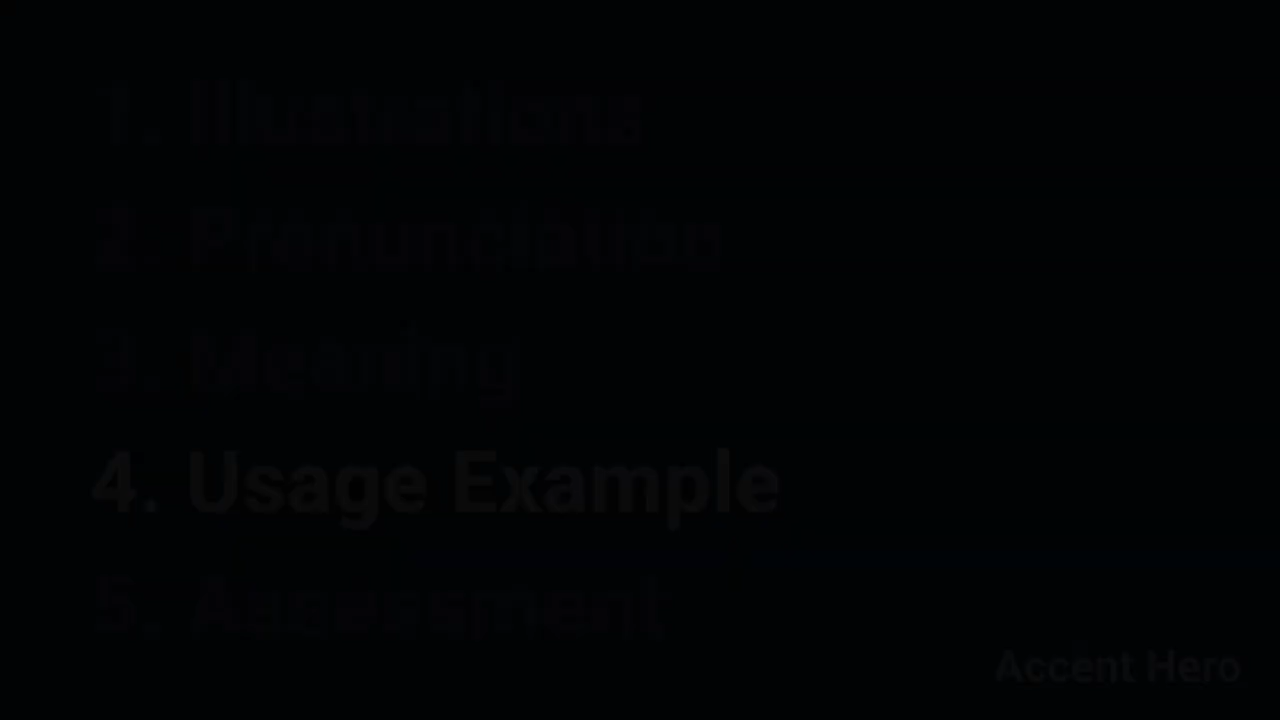 1. Illustrations
2. Pronunciation
3. Meaning
4. Usage Example
5. Assessment
Accent Hero